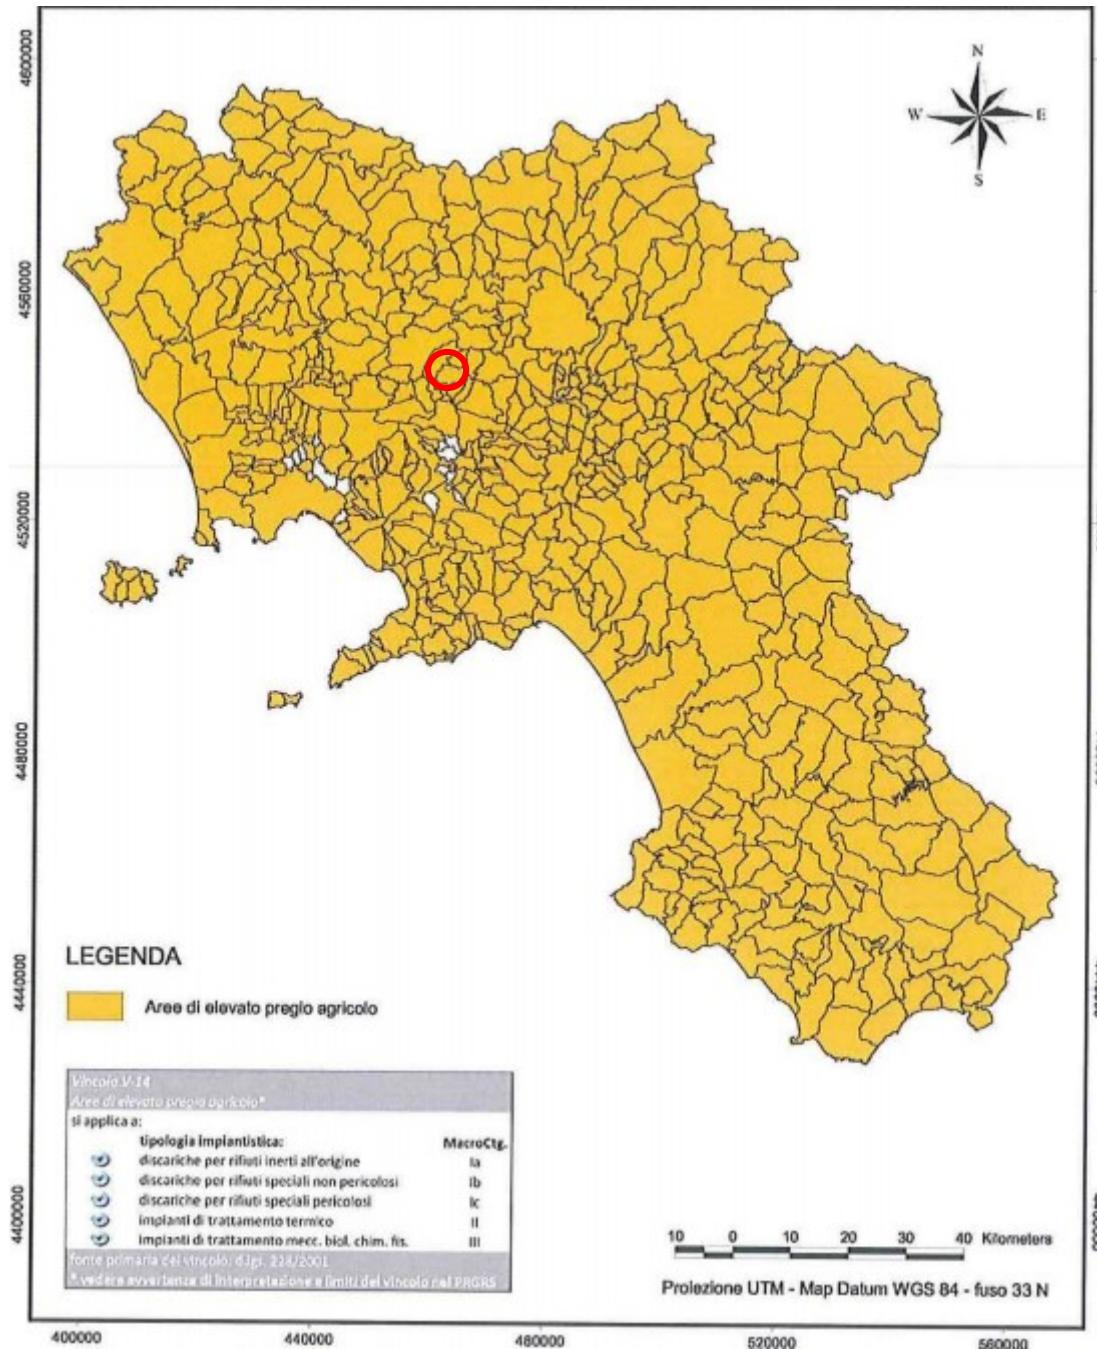 4600000
N
W E
S
4560000
4520000
4480000
4440000
4400000
LEGENDA
Aree di elevato pregio agricolo
Vincolo V-14
Aree di elevato pregio agricolo*
si applica a:
tipologia impiantistica: MacroCtg.
discariche per rifiuti inerti all'origine Ia
discariche per rifiuti speciali non pericolosi Ib
discariche per rifiuti speciali pericolosi Ic
impianti di trattamento termico II
impianti di trattamento mecc. biol. chim. fis. III
fonte primaria del vincolo: d.lgs. 228/2001
* vedere avvertenza di interpretazione e limiti del vincolo nel PRGRS
10 0 10 20 30 40 Kilometers
Proiezione UTM - Map Datum WGS 84 - fuso 33 N
400000 440000 480000 520000 560000